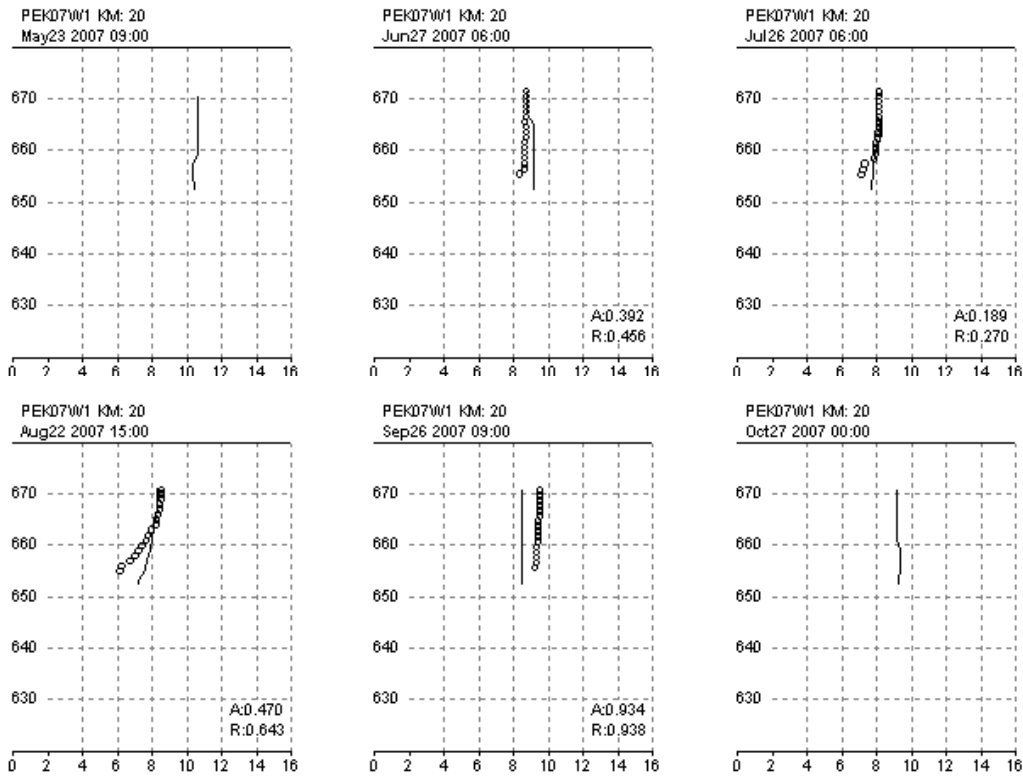 PEK07W1 KM: 20
May23 2007 09:00
670
660
650
640
630
0 2 4 6 8 10 12 14 16
PEK07W1 KM: 20
Jun27 2007 06:00
670
660
650
640
630
A:0.392
R:0.456
0 2 4 6 8 10 12 14 16
PEK07W1 KM: 20
Jul26 2007 06:00
670
660
650
640
630
A:0.189
R:0.270
0 2 4 6 8 10 12 14 16
PEK07W1 KM: 20
Aug22 2007 15:00
670
660
650
640
630
A:0.470
R:0.643
0 2 4 6 8 10 12 14 16
PEK07W1 KM: 20
Sep26 2007 09:00
670
660
650
640
630
A:0.934
R:0.938
0 2 4 6 8 10 12 14 16
PEK07W1 KM: 20
Oct27 2007 00:00
670
660
650
640
630
0 2 4 6 8 10 12 14 16